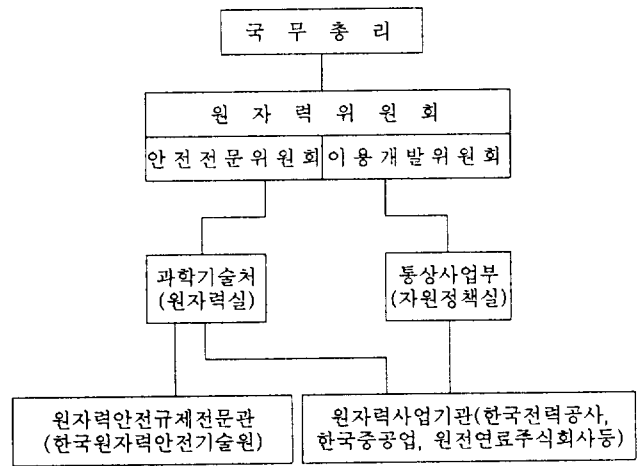 국 무 총 리
원 자 력 위 원 회
안전전문위원회 이용개발위원회
과학기술처
(원자력실)
통상사업부
(자원정책실)
원자력안전규제전문관
(한국원자력안전기술원)
원자력사업기관(한국전력공사,
한국중공업, 원전연료주식회사등)